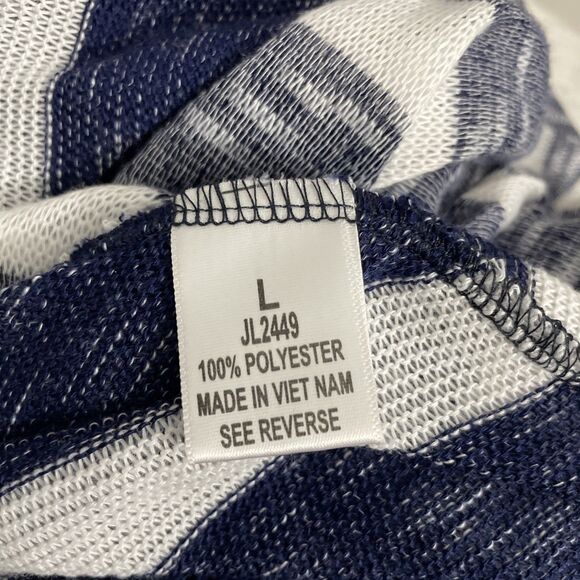 L
JL2449
100% POLYESTER
MADE IN VIET NAM
SEE REVERSE